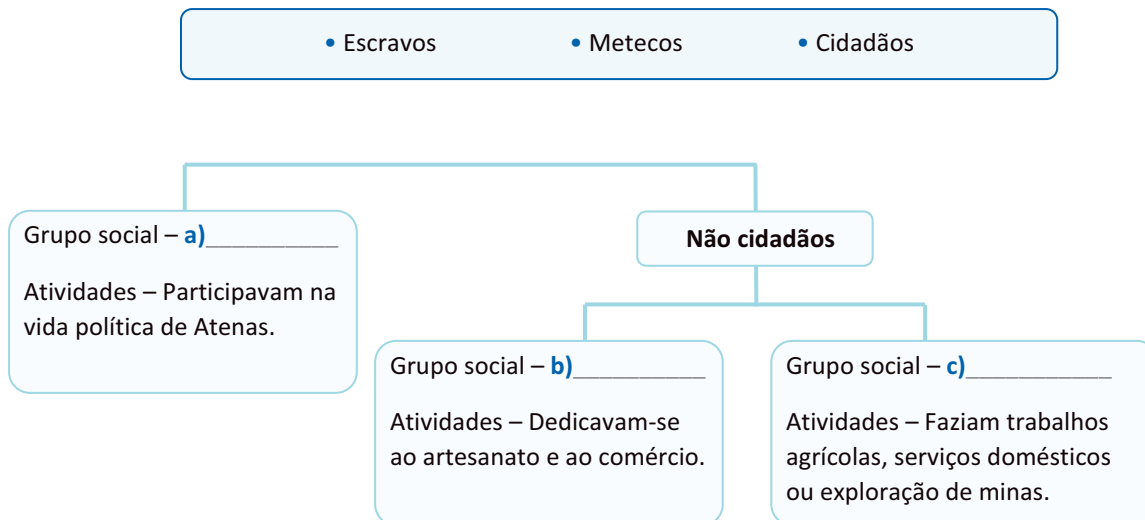 • Escravos • Metecos • Cidadãos
Grupo social – a)__________
Atividades – Participavam na
vida política de Atenas.
Não cidadãos
Grupo social – b)__________
Atividades – Dedicavam-se
ao artesanato e ao comércio.
Grupo social – c)___________
Atividades – Faziam trabalhos
agrícolas, serviços domésticos
ou exploração de minas.